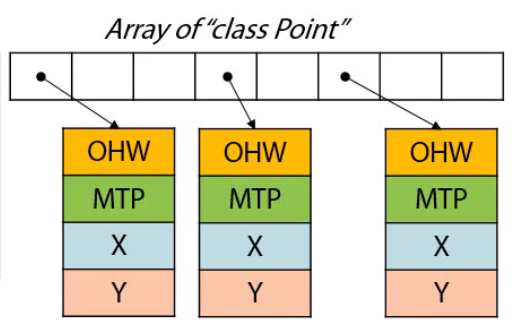 Array of “class Point”
OHW OHW OHW
MTP MTP MTP
X X X
Y Y Y